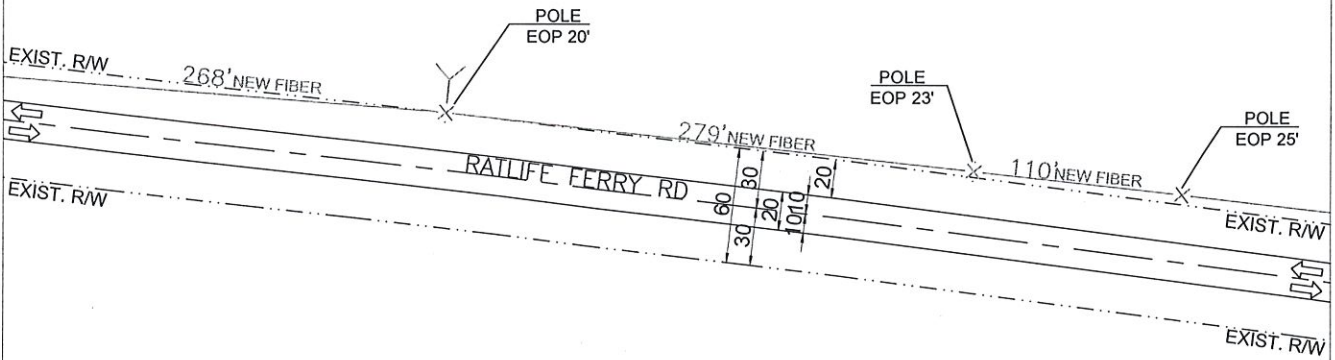 POLE
EOP 20'
EXIST. R/W
268' NEW FIBER
POLE
EOP 23'
POLE
EOP 25'
279' NEW FIBER
110' NEW FIBER
RATLIFF FERRY RD
60
30
30
20
10
10
20
EXIST. R/W
EXIST. R/W
EXIST. R/W